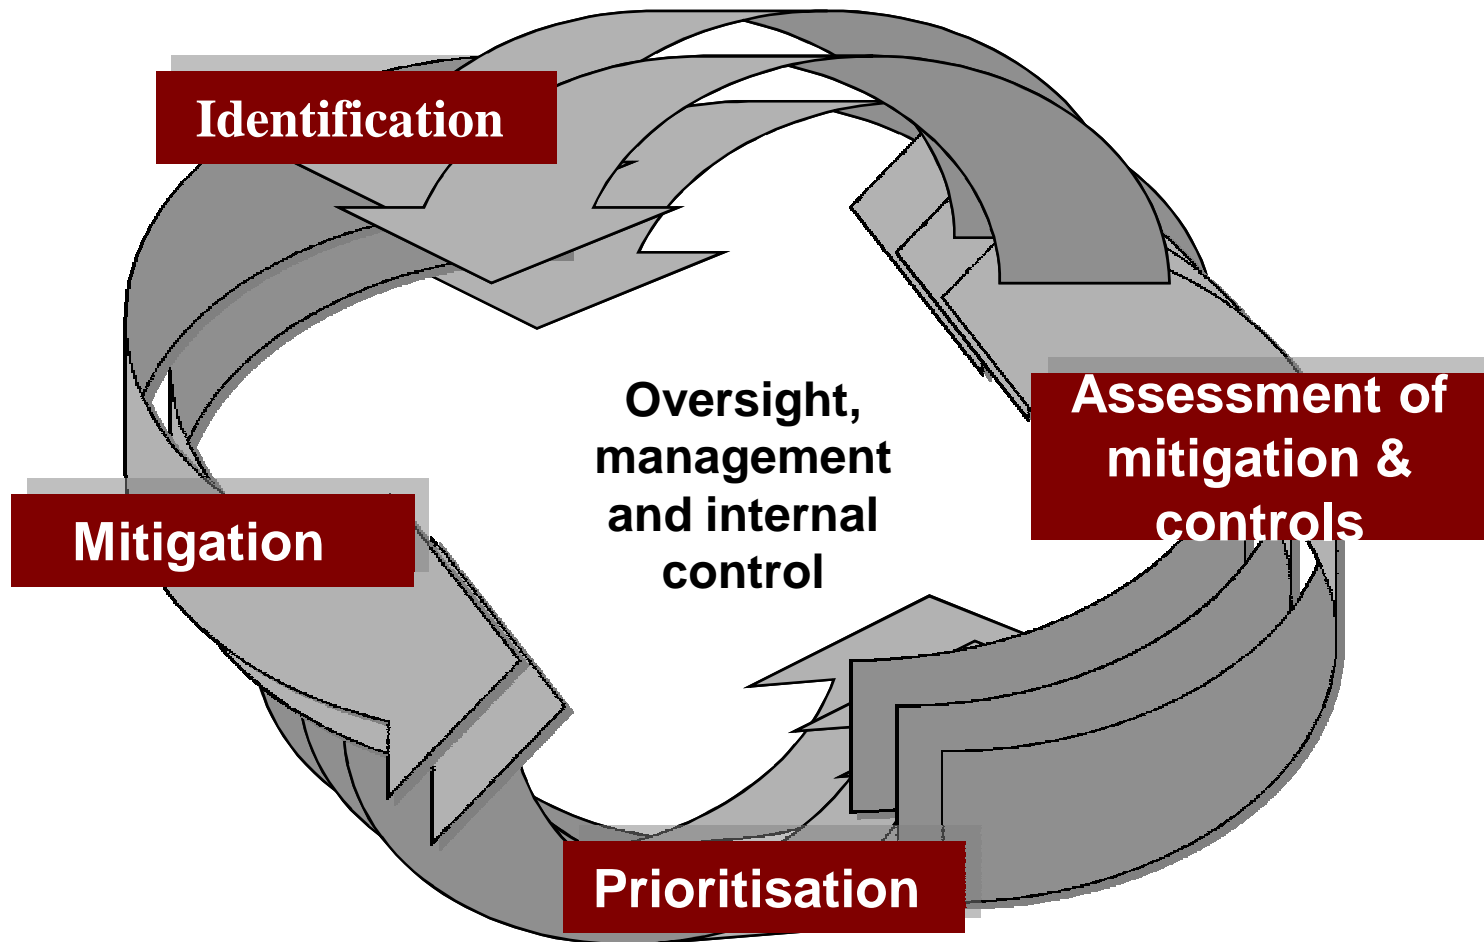 Identification
Oversight,
management
and internal
control
Assessment of
mitigation &
controls
Mitigation
Prioritisation